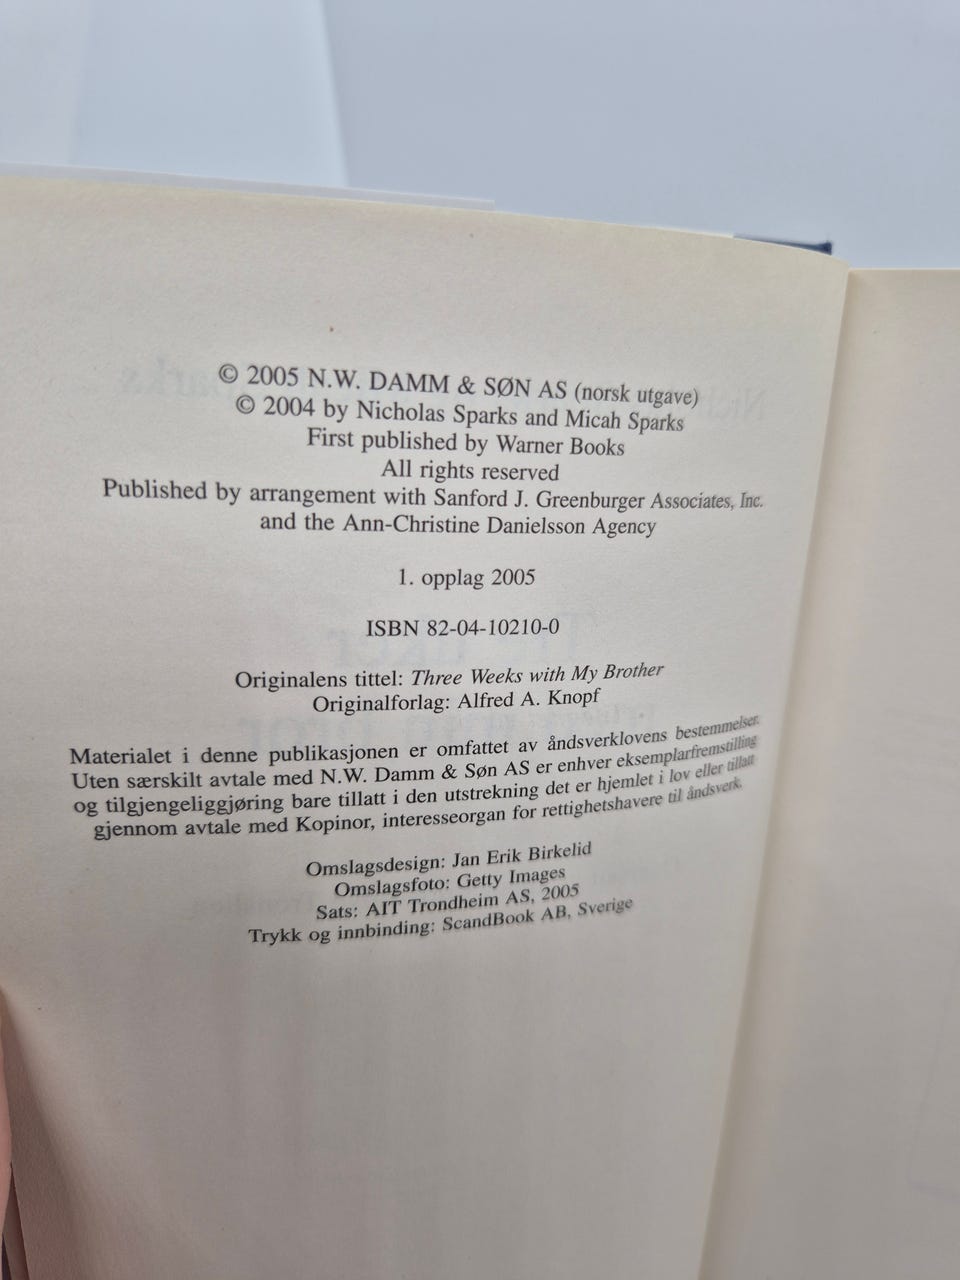 © 2005 N.W. DAMM & SØN AS (norsk utgave)
© 2004 by Nicholas Sparks and Micah Sparks
First published by Warner Books
All rights reserved
Published by arrangement with Sanford J. Greenburger Associates, Inc.
and the Ann-Christine Danielsson Agency
1. opplag 2005
ISBN 82-04-10210-0
Originalens tittel: Three Weeks with My Brother
Originalforlag: Alfred A. Knopf
Materialet i denne publikasjonen er omfattet av åndsverklovens bestemmelser.
Uten særskilt avtale med N.W. Damm & Søn AS er enhver eksemplarfremstilling
og tilgjengeliggjøring bare tillatt i den utstrekning det er hjemlet i lov eller tillatt
gjennom avtale med Kopinor, interesseorgan for rettighetshavere til åndsverk.
Omslagsdesign: Jan Erik Birkelid
Omslagsfoto: Getty Images
Sats: AIT Trondheim AS, 2005
Trykk og innbinding: ScandBook AB, Sverige